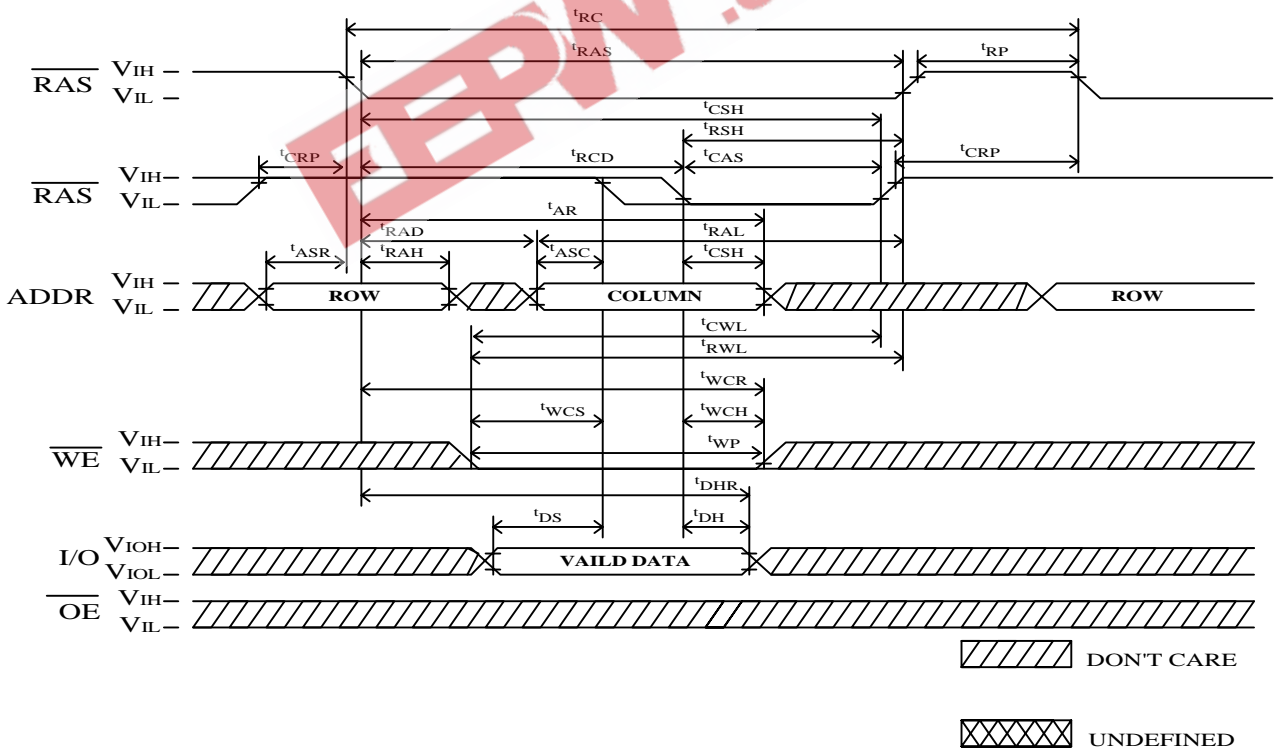 tRC
tRAS
tRP
RAS VIH
VIL
tCSH
tRSH
tCRP tRCD tCAS tCRP
RAS VIH
VIL
tAR
tRAD tRAL
tASR tRAH tASC tCSH
ADDR VIH
VIL
ROW COLUMN ROW
tCWL
tRWL
tWCR
tWCS tWCH
WE VIH
VIL
tWP
tDHR
tDS tDH
I/O VIOH
VIOL
VAILD DATA
OE VIH
VIL
DON'T CARE
UNDEFINED
EEPW